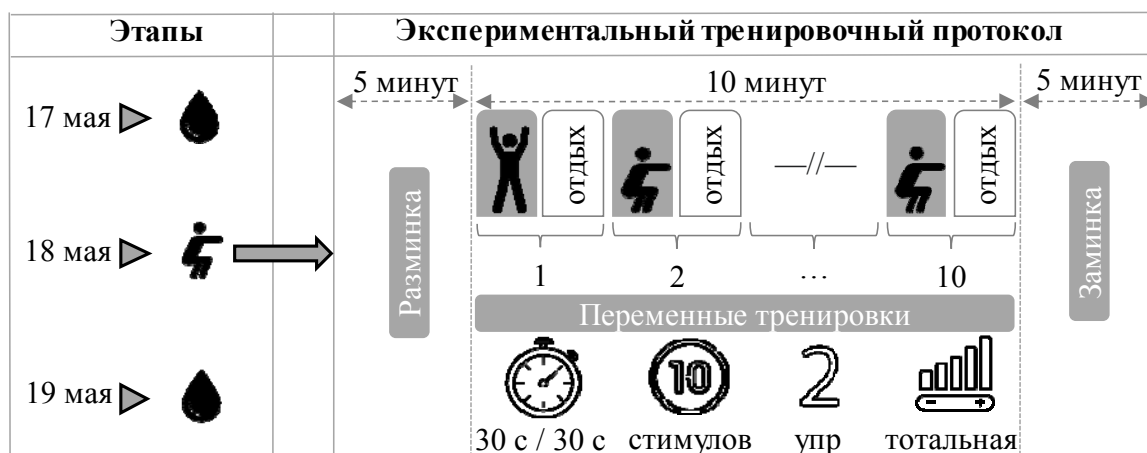 Этапы
Экспериментальный тренировочный протокол
5 минут
10 минут
5 минут
17 мая
18 мая
19 мая
Разминка
отдых
отдых
—//—
отдых
Заминка
1
2
...
10
Переменные тренировки
10
2
- +
30 с / 30 с
стимулов
упр
тотальная